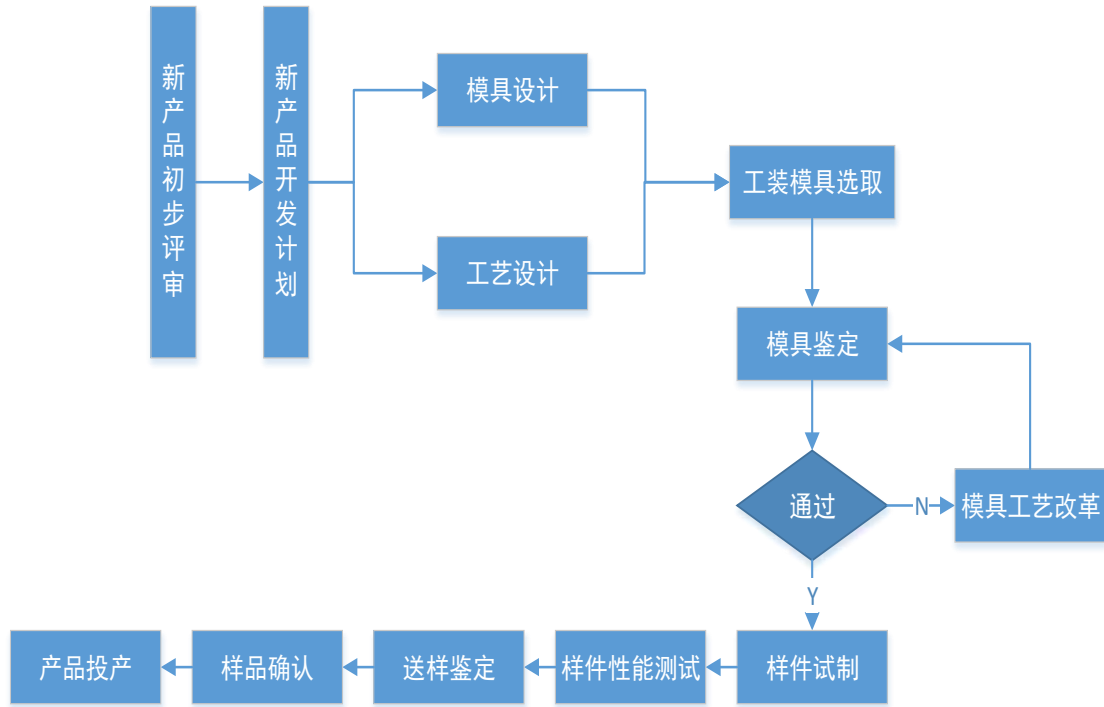 新产品初步评审
新产品开发计划
模具设计
工艺设计
工装模具选取
模具鉴定
通过
N
模具工艺改革
Y
样件试制
样件性能测试
送样鉴定
样品确认
产品投产